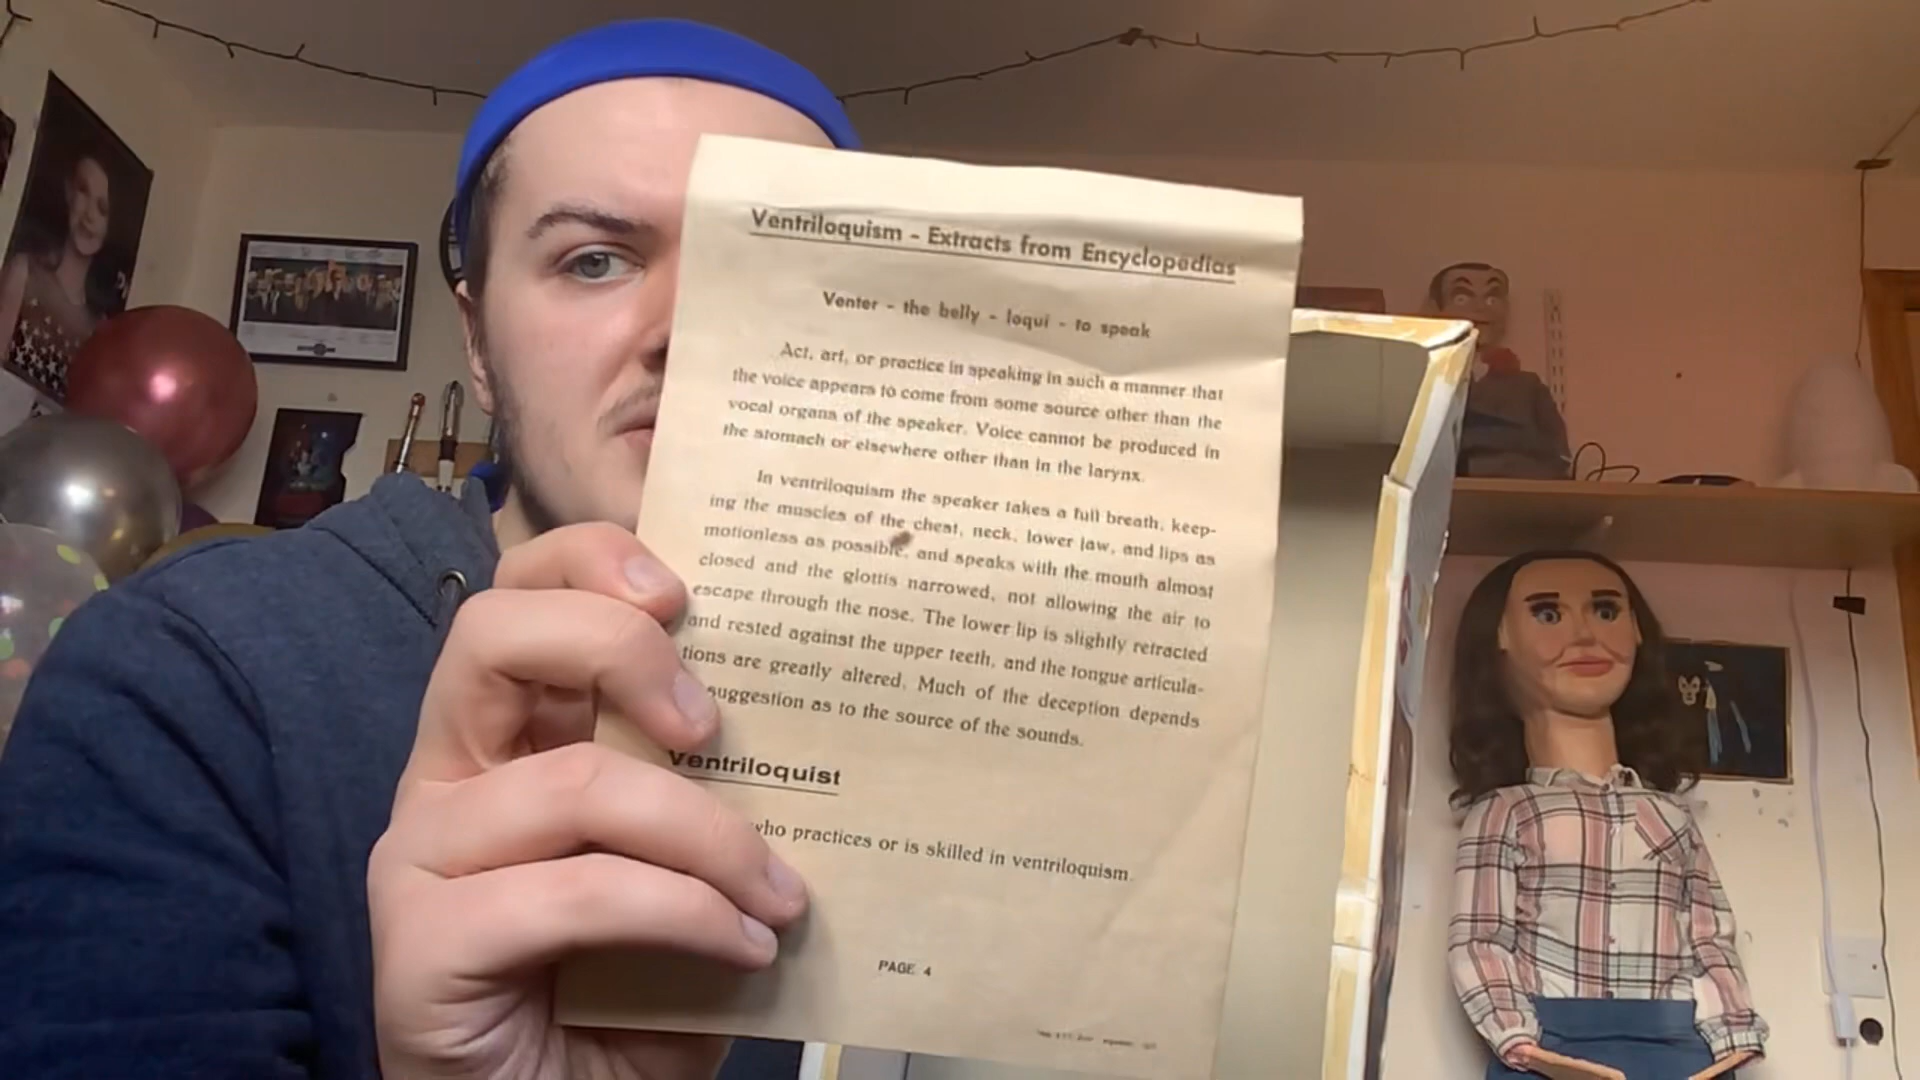 Ventriloquism - Extracts from Encyclopedias
Venter - the belly - loqui - to speak
Act, art, or practice in speaking in such a manner that
the voice appears to come from some source other than the
vocal organs of the speaker. Voice cannot be produced in
the stomach or elsewhere other than in the larynx.
In ventriloquism the speaker takes a full breath, keep-
ing the muscles of the chest, neck, lower jaw, and lips as
motionless as possible, and speaks with the mouth almost
closed and the glottis narrowed, not allowing the air to
escape through the nose. The lower lip is slightly retracted
and rested against the upper teeth, and the tongue articula-
tions are greatly altered. Much of the deception depends
suggestion as to the source of the sounds.
Ventriloquist
who practices or is skilled in ventriloquism.
PAGE 4